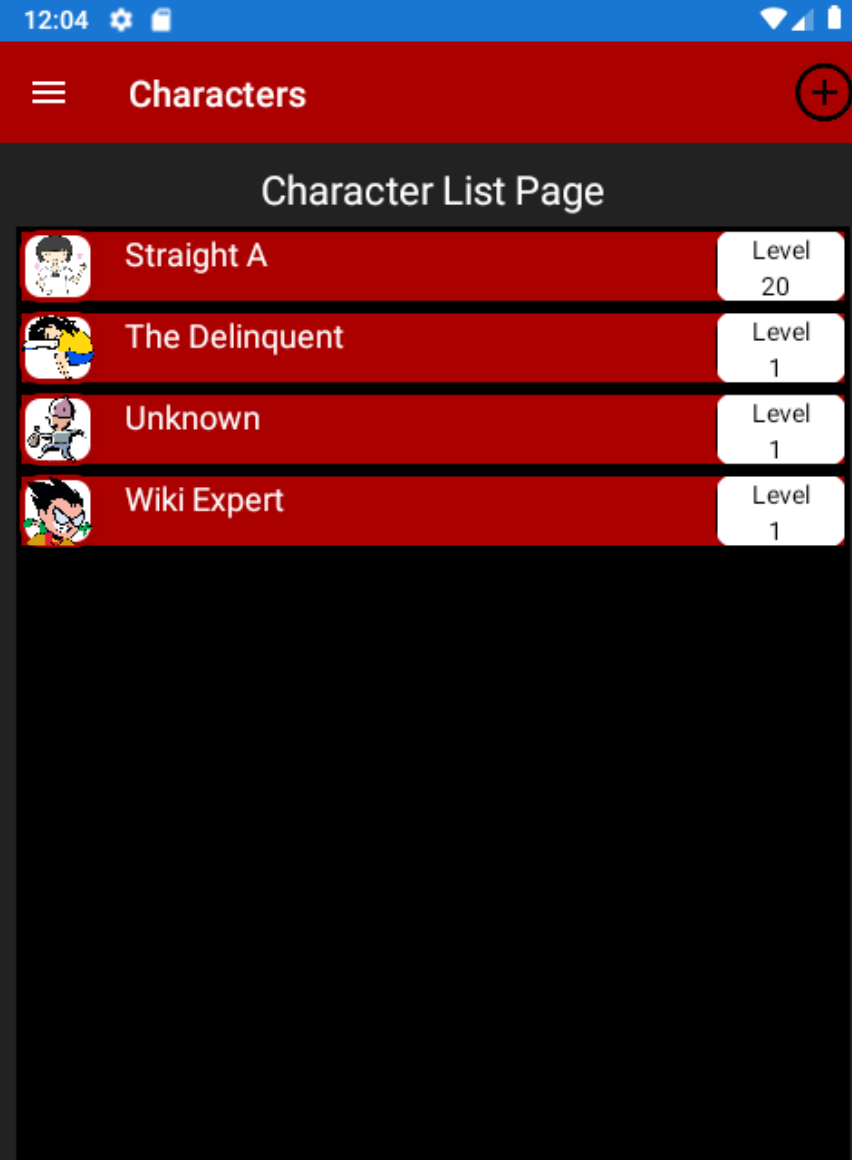 12:04
Characters
Character List Page
Straight A
Level
20
The Delinquent
Level
1
Unknown
Level
1
Wiki Expert
Level
1